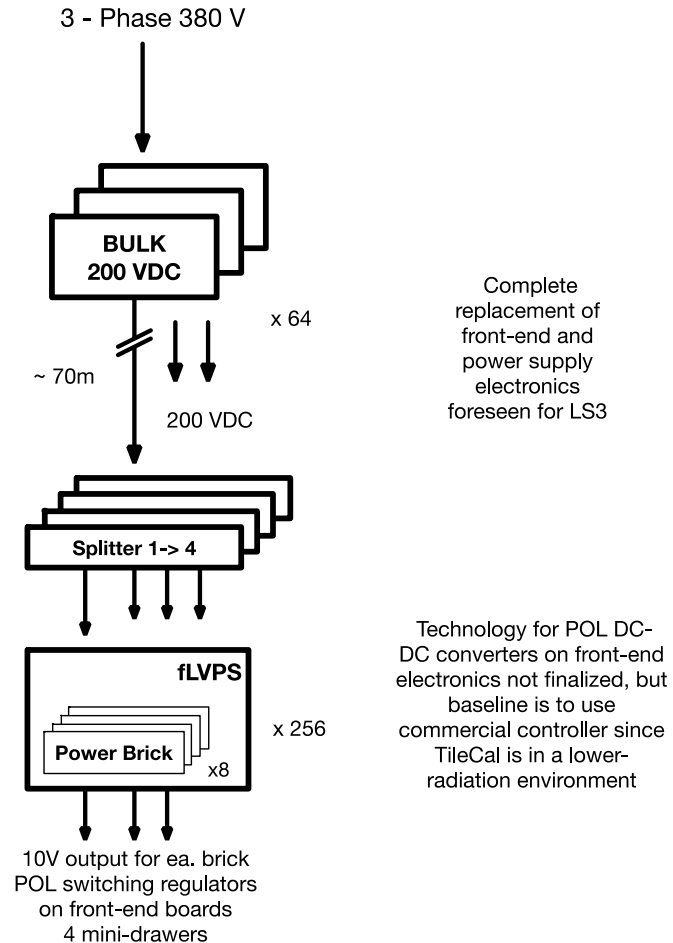 3 - Phase 380 V
BULK
200 VDC
x 64
~ 70m
200 VDC
Complete
replacement of
front-end and
power supply
electronics
foreseen for LS3
Splitter 1-> 4
fLVPS
Power Brick
x8
x 256
Technology for POL DC-
DC converters on front-end
electronics not finalized, but
baseline is to use
commercial controller since
TileCal is in a lower-
radiation environment
10V output for ea. brick
POL switching regulators
on front-end boards
4 mini-drawers